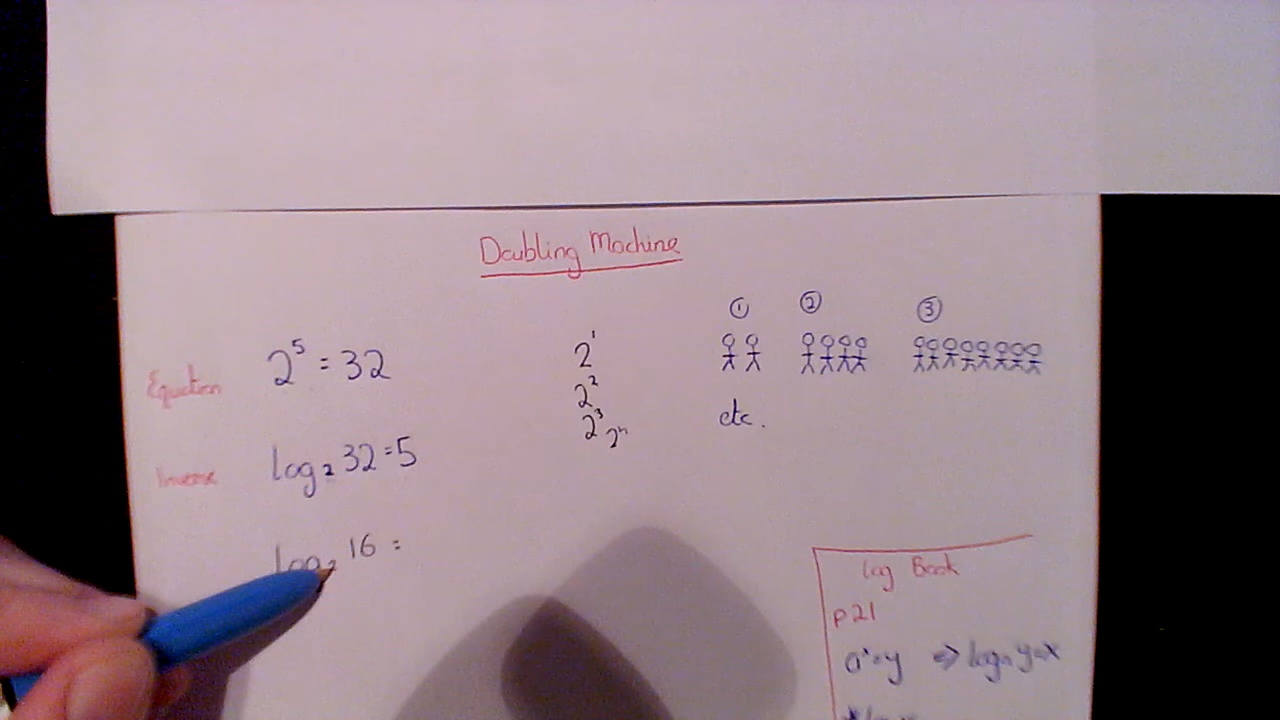 Doubling Machine
① ② ③
Equation 2⁵ = 32
2¹
2²
2³ 2ⁿ
etc.
Inverse log₂ 32 = 5
log₂ 16 =
Log Book
P21
aˣ = y ⇒ logₐ y = x